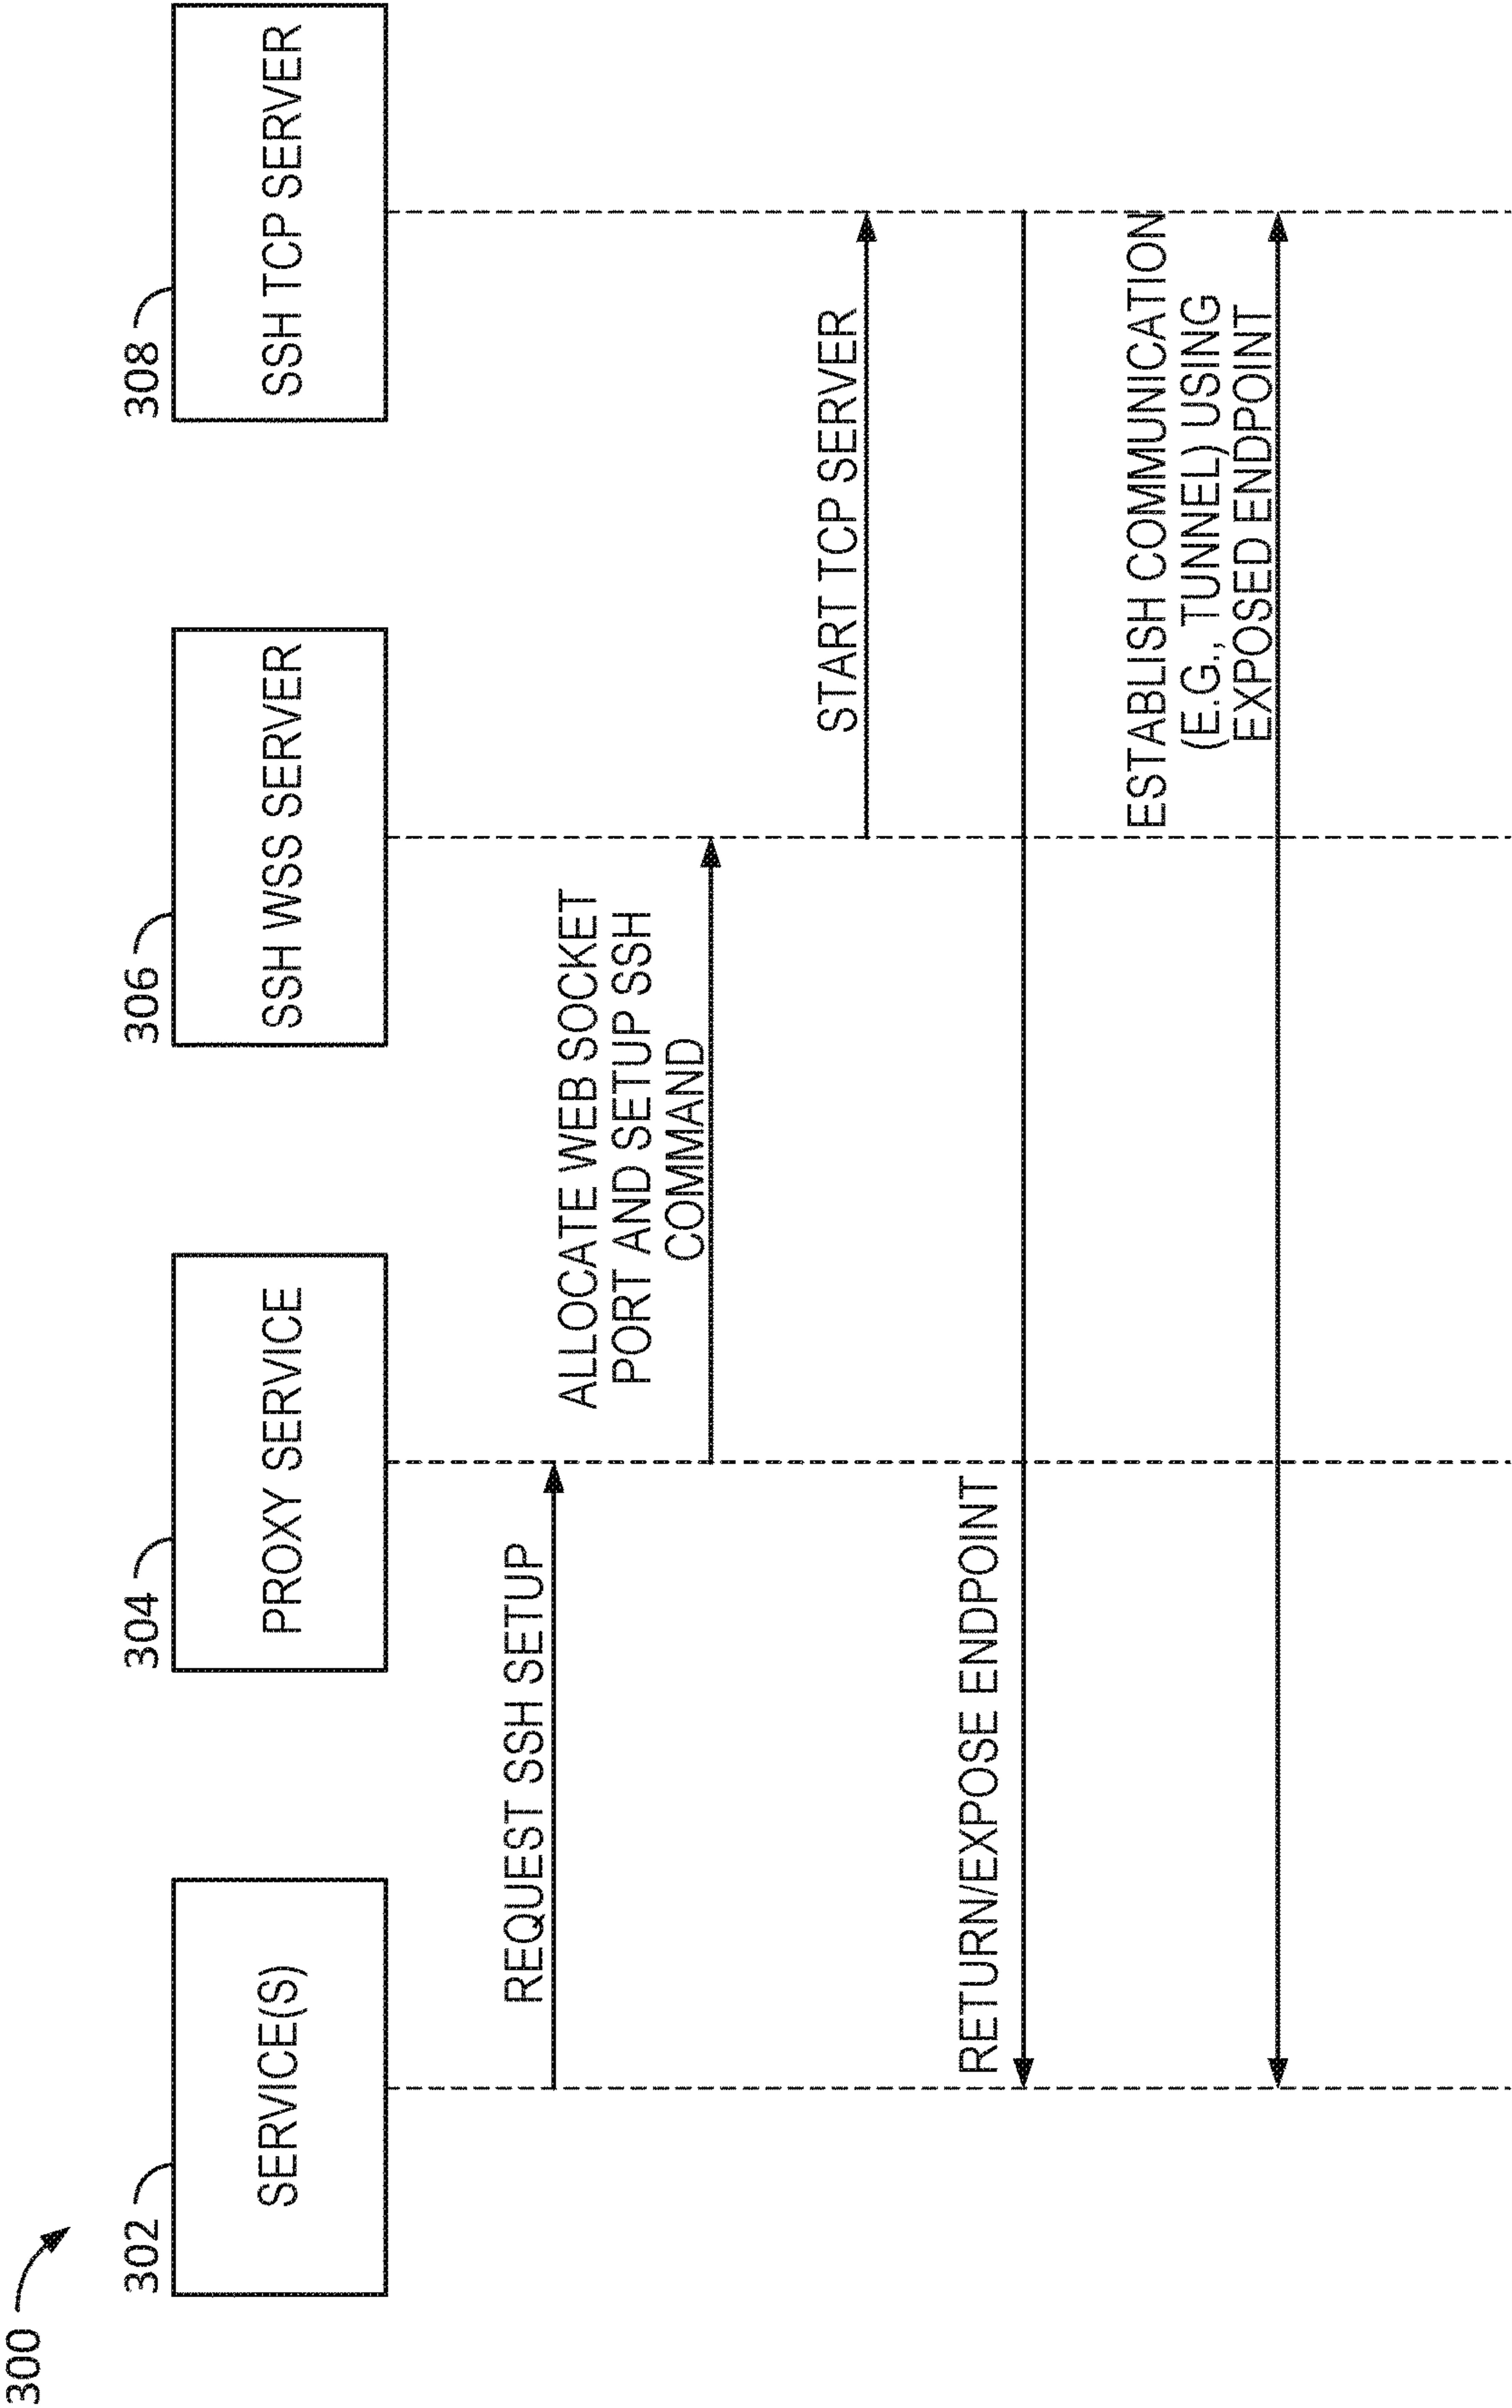 300
302
304
306
308
SERVICE(S)
PROXY SERVICE
SSH WSS SERVER
SSH TCP SERVER
REQUEST SSH SETUP
ALLOCATE WEB SOCKET
PORT AND SETUP SSH
COMMAND
START TCP SERVER
RETURN/EXPOSE ENDPOINT
ESTABLISH COMMUNICATION
(E.G., TUNNEL) USING
EXPOSED ENDPOINT